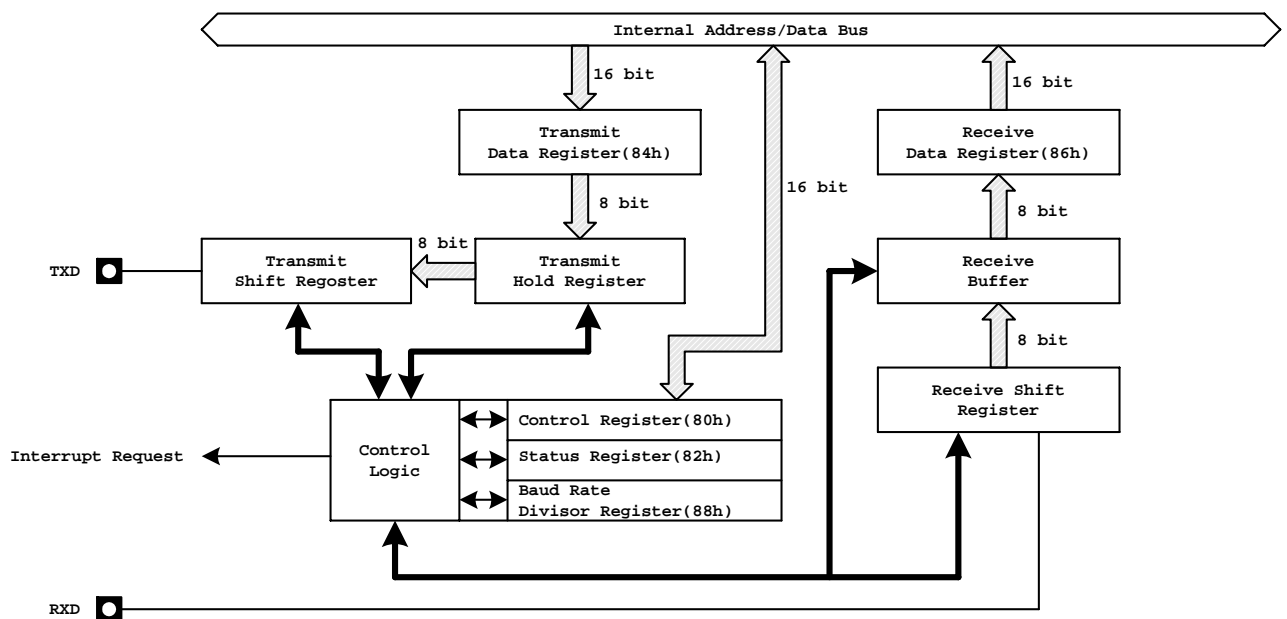 Internal Address/Data Bus
16 bit
16 bit
Transmit
Data Register(84h)
Receive
Data Register(86h)
16 bit
8 bit
8 bit
8 bit
TXD
Transmit
Shift Regoster
Transmit
Hold Register
Receive
Buffer
8 bit
Receive Shift
Register
Control Register(80h)
Interrupt Request
Control
Logic
Status Register(82h)
Baud Rate
Divisor Register(88h)
RXD